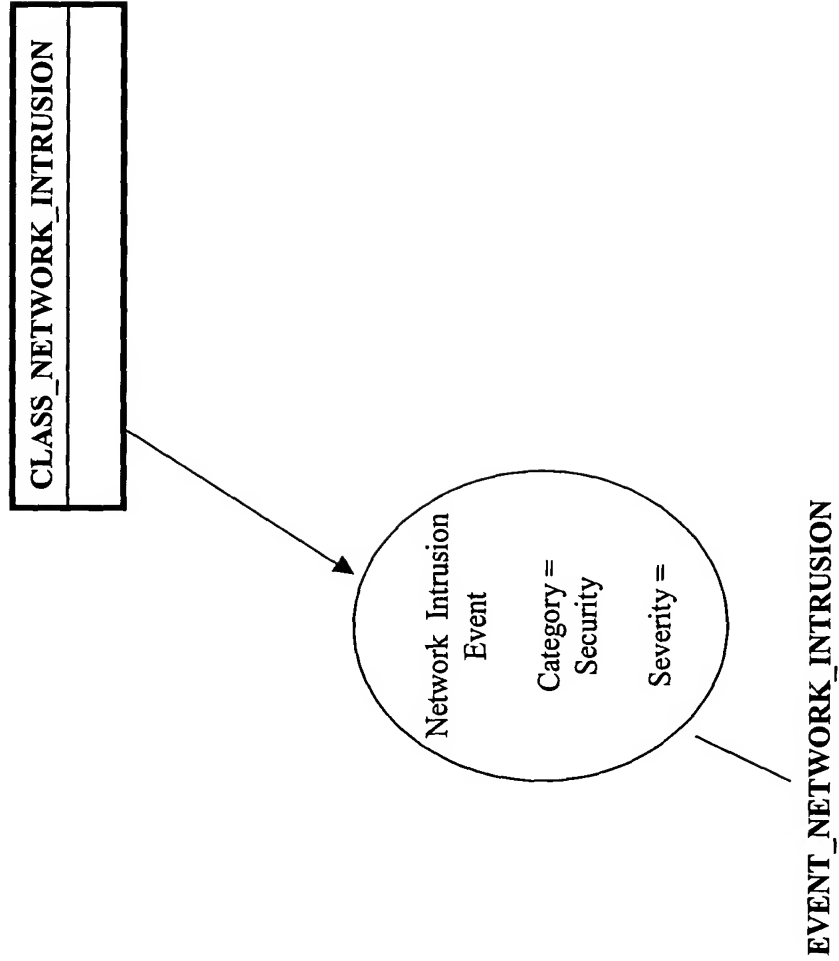 CLASS_NETWORK_INTRUSION
Network Intrusion
Event
Category =
Security
Severity =
EVENT_NETWORK_INTRUSION